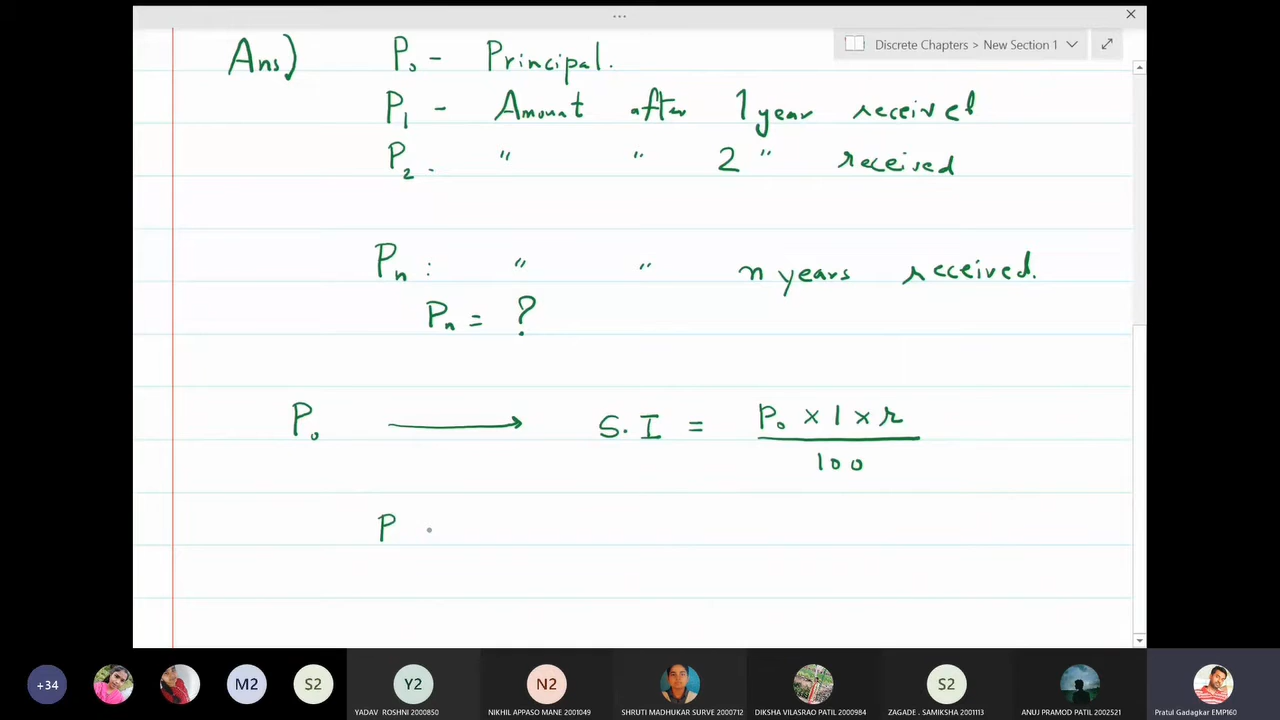 Discrete Chapters > New Section 1
Ans) P₀ - Principal.
P₁ - Amount after 1 year received
P₂. " " 2 " received
Pₙ : " " n years received.
Pₙ = ?
P₀ → S.I = P₀ × 1 × r
100
P
+34 M2 S2 Y2 N2 S2
YADAV ROSHNI 2000850 NIKHIL APPASO MANE 2001049 SHRUTI MADHUKAR SURVE 2000712 DIKSHA VILASRAO PATIL 2000984 ZAGADE . SAMIKSHA 2001113 ANUJ PRAMOD PATIL 2002521 Pratul Gadagkar EMP160